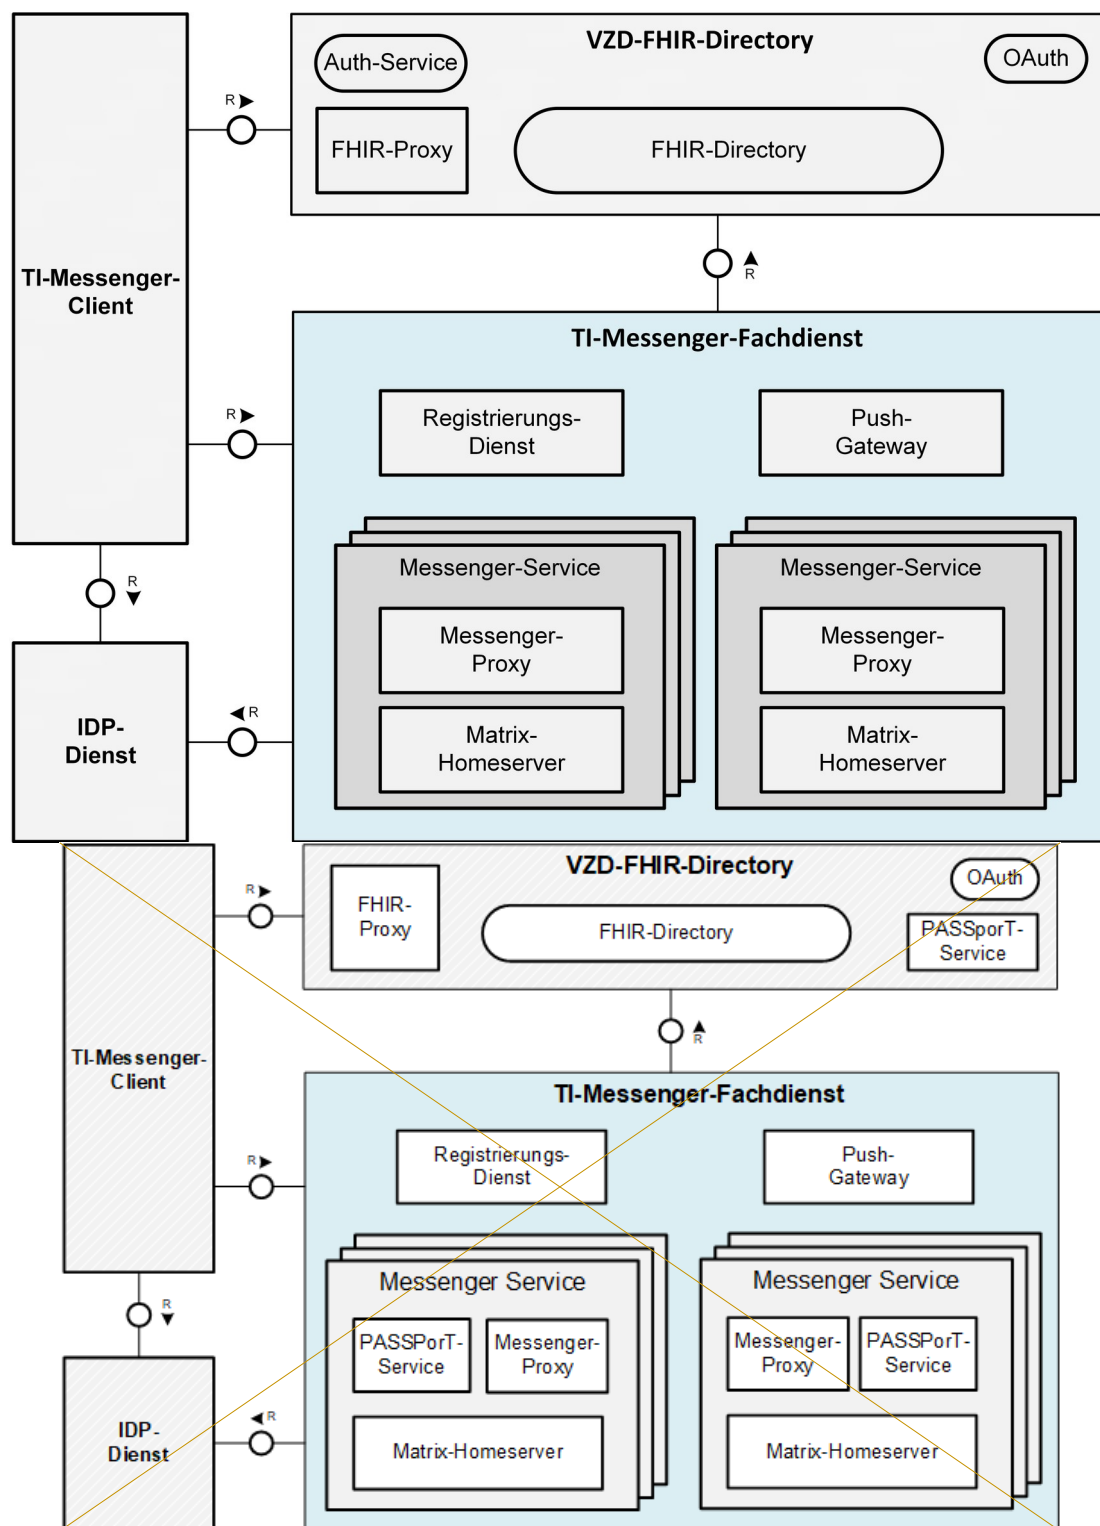 VZD-FHIR-Directory
Auth-Service
OAuth
R
FHIR-Proxy
FHIR-Directory
TI-Messenger-
Client
R
TI-Messenger-Fachdienst
R
Registrierungs-
Dienst
Push-
Gateway
Messenger-Service
Messenger-
Proxy
Matrix-
Homeserver
Messenger-Service
Messenger-
Proxy
Matrix-
Homeserver
R
IDP-
Dienst
R
VZD-FHIR-Directory
OAuth
R
FHIR-
Proxy
FHIR-Directory
PASSporT-
Service
R
TI-Messenger-
Client
TI-Messenger-Fachdienst
R
Registrierungs-
Dienst
Push-
Gateway
Messenger Service
PASSPorT-
Service
Messenger-
Proxy
Matrix-Homeserver
Messenger Service
Messenger-
Proxy
PASSPorT-
Service
Matrix-Homeserver
R
IDP-
Dienst
R